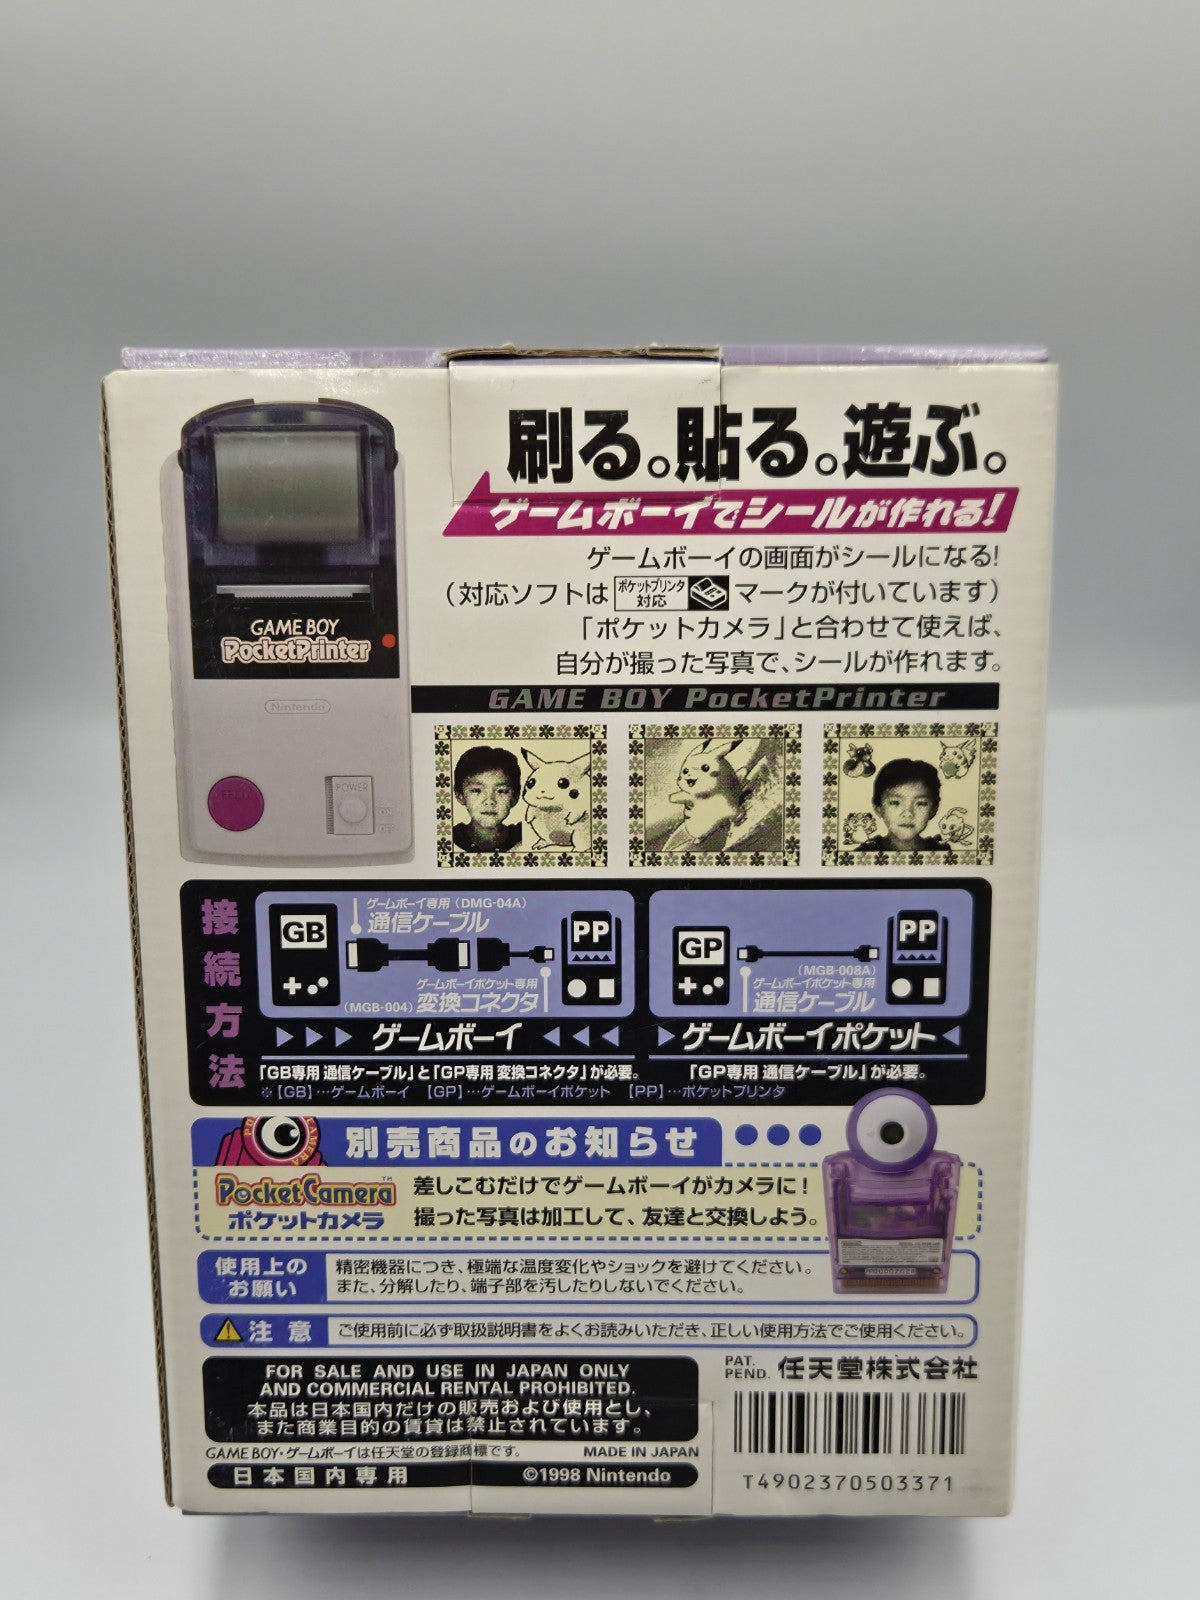 刷る。貼る。遊ぶ。
ゲームボーイでシールが作れる!
ゲームボーイの画面がシールになる!
(対応ソフトは ポケットプリンタ 対応 マークが付いています)
「ポケットカメラ」と合わせて使えば、
自分が撮った写真で、シールが作れます。
GAME BOY PocketPrinter
GAME BOY
PocketPrinter
Nintendo
FEED
POWER
ON
OFF
接続方法
GB
ゲームボーイ専用 (DMG-04A)
通信ケーブル
PP
ゲームボーイポケット専用
(MGB-004) 変換コネクタ
ゲームボーイ
「GB専用 通信ケーブル」と「GP専用 変換コネクタ」が必要。
GP
PP
(MGB-008A)
ゲームボーイポケット専用
通信ケーブル
ゲームボーイポケット
「GP専用 通信ケーブル」が必要。
※【GB】…ゲームボーイ 【GP】…ゲームボーイポケット 【PP】…ポケットプリンタ
別売商品のお知らせ
PocketCamera™
ポケットカメラ
差しこむだけでゲームボーイがカメラに!
撮った写真は加工して、友達と交換しよう。
使用上の
お願い
精密機器につき、極端な温度変化やショックを避けてください。
また、分解したり、端子部を汚したりしないでください。
注意
ご使用前に必ず取扱説明書をよくお読みいただき、正しい使用方法でご使用ください。
FOR SALE AND USE IN JAPAN ONLY
AND COMMERCIAL RENTAL PROHIBITED.
本品は日本国内だけの販売および使用とし、
また商業目的の賃貸は禁止されています。
GAME BOY・ゲームボーイは任天堂の登録商標です。
MADE IN JAPAN
日本国内専用
©1998 Nintendo
PAT.
PEND.
任天堂株式会社
T4902370503371